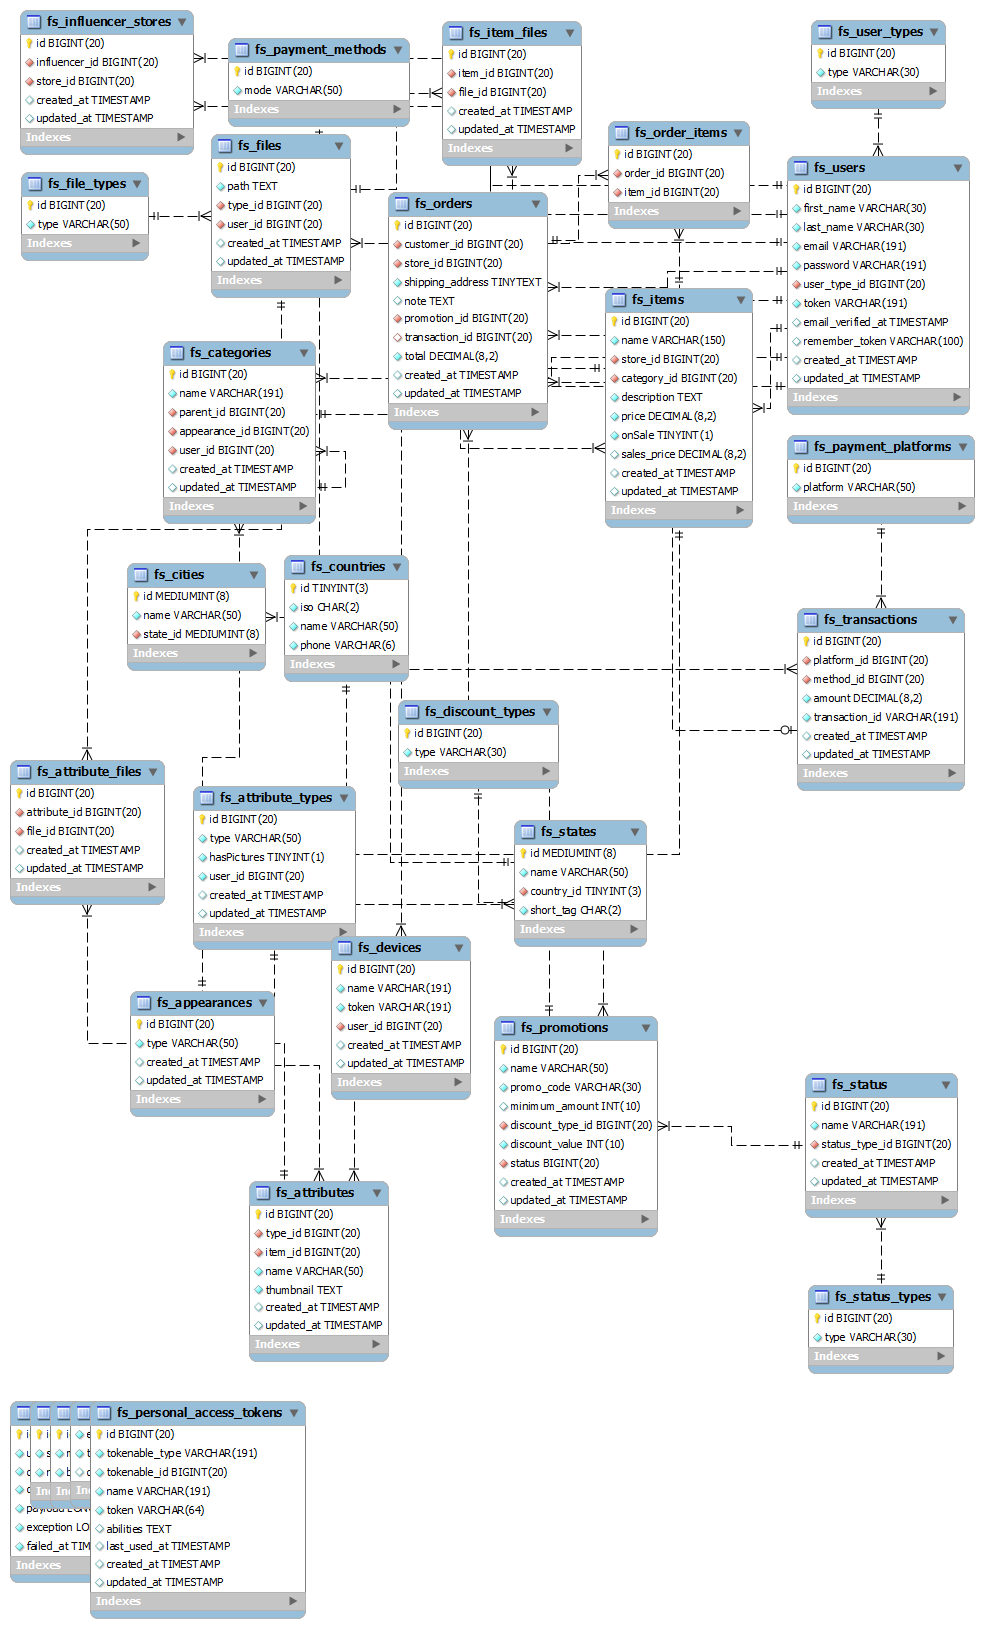 fs_influencer_stores
id BIGINT(20)
influencer_id BIGINT(20)
store_id BIGINT(20)
created_at TIMESTAMP
updated_at TIMESTAMP
Indexes
fs_payment_methods
id BIGINT(20)
mode VARCHAR(50)
Indexes
fs_item_files
id BIGINT(20)
item_id BIGINT(20)
file_id BIGINT(20)
created_at TIMESTAMP
updated_at TIMESTAMP
Indexes
fs_user_types
id BIGINT(20)
type VARCHAR(30)
Indexes
fs_files
id BIGINT(20)
path TEXT
type_id BIGINT(20)
user_id BIGINT(20)
created_at TIMESTAMP
updated_at TIMESTAMP
Indexes
fs_order_items
id BIGINT(20)
order_id BIGINT(20)
item_id BIGINT(20)
Indexes
fs_file_types
id BIGINT(20)
type VARCHAR(50)
Indexes
fs_users
id BIGINT(20)
first_name VARCHAR(30)
last_name VARCHAR(30)
email VARCHAR(191)
password VARCHAR(191)
user_type_id BIGINT(20)
token VARCHAR(191)
email_verified_at TIMESTAMP
remember_token VARCHAR(100)
created_at TIMESTAMP
updated_at TIMESTAMP
Indexes
fs_orders
id BIGINT(20)
customer_id BIGINT(20)
store_id BIGINT(20)
shipping_address TINYTEXT
note TEXT
promotion_id BIGINT(20)
transaction_id BIGINT(20)
total DECIMAL(8,2)
created_at TIMESTAMP
updated_at TIMESTAMP
Indexes
fs_items
id BIGINT(20)
name VARCHAR(150)
store_id BIGINT(20)
category_id BIGINT(20)
description TEXT
price DECIMAL(8,2)
onSale TINYINT(1)
sales_price DECIMAL(8,2)
created_at TIMESTAMP
updated_at TIMESTAMP
Indexes
fs_categories
id BIGINT(20)
name VARCHAR(191)
parent_id BIGINT(20)
appearance_id BIGINT(20)
user_id BIGINT(20)
created_at TIMESTAMP
updated_at TIMESTAMP
Indexes
fs_payment_platforms
id BIGINT(20)
platform VARCHAR(50)
Indexes
fs_cities
id MEDIUMINT(8)
name VARCHAR(50)
state_id MEDIUMINT(8)
Indexes
fs_countries
id TINYINT(3)
iso CHAR(2)
name VARCHAR(50)
phone VARCHAR(6)
Indexes
fs_transactions
id BIGINT(20)
platform_id BIGINT(20)
method_id BIGINT(20)
amount DECIMAL(8,2)
transaction_id VARCHAR(191)
created_at TIMESTAMP
updated_at TIMESTAMP
Indexes
fs_discount_types
id BIGINT(20)
type VARCHAR(30)
Indexes
fs_attribute_files
id BIGINT(20)
attribute_id BIGINT(20)
file_id BIGINT(20)
created_at TIMESTAMP
updated_at TIMESTAMP
Indexes
fs_attribute_types
id BIGINT(20)
type VARCHAR(50)
hasPictures TINYINT(1)
user_id BIGINT(20)
created_at TIMESTAMP
updated_at TIMESTAMP
Indexes
fs_states
id MEDIUMINT(8)
name VARCHAR(50)
country_id TINYINT(3)
short_tag CHAR(2)
Indexes
fs_devices
id BIGINT(20)
name VARCHAR(191)
token VARCHAR(191)
user_id BIGINT(20)
created_at TIMESTAMP
updated_at TIMESTAMP
Indexes
fs_appearances
id BIGINT(20)
type VARCHAR(50)
created_at TIMESTAMP
updated_at TIMESTAMP
Indexes
fs_promotions
id BIGINT(20)
name VARCHAR(50)
promo_code VARCHAR(30)
minimum_amount INT(10)
discount_type_id BIGINT(20)
discount_value INT(10)
status BIGINT(20)
created_at TIMESTAMP
updated_at TIMESTAMP
Indexes
fs_status
id BIGINT(20)
name VARCHAR(191)
status_type_id BIGINT(20)
created_at TIMESTAMP
updated_at TIMESTAMP
Indexes
fs_attributes
id BIGINT(20)
type_id BIGINT(20)
item_id BIGINT(20)
name VARCHAR(50)
thumbnail TEXT
created_at TIMESTAMP
updated_at TIMESTAMP
Indexes
fs_status_types
id BIGINT(20)
type VARCHAR(30)
Indexes
exception LO
failed_at TIM
Indexes
fs_personal_access_tokens
id BIGINT(20)
tokenable_type VARCHAR(191)
tokenable_id BIGINT(20)
name VARCHAR(191)
token VARCHAR(64)
abilities TEXT
last_used_at TIMESTAMP
created_at TIMESTAMP
updated_at TIMESTAMP
Indexes